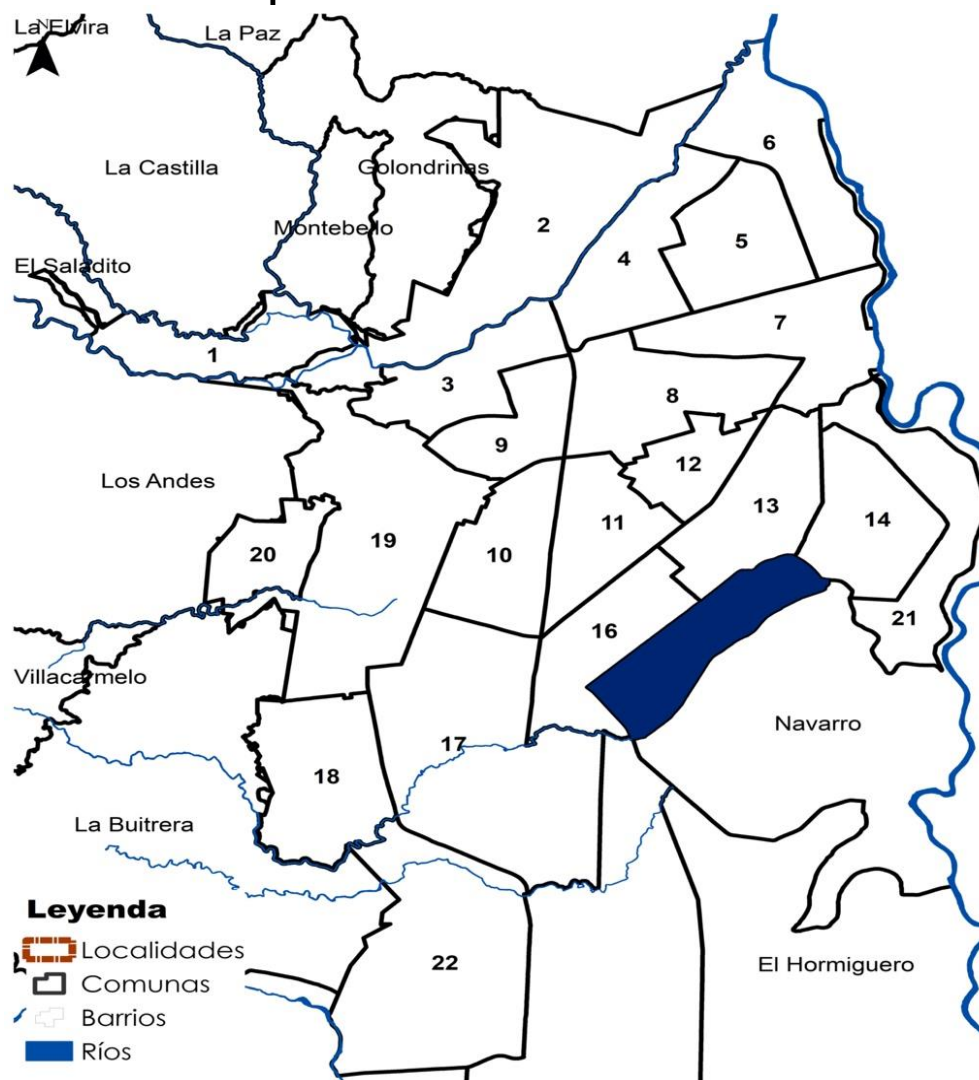 La Elvira
N
La Paz
6
La Castilla
Golondrinas
2
Montebello
5
4
El Saladito
7
1
3
8
9
12
Los Andes
13
11
14
19
10
20
21
16
Villacarmelo
Navarro
17
18
La Buitrera
Leyenda
Localidades
22
El Hormiguero
Comunas
Barrios
Ríos